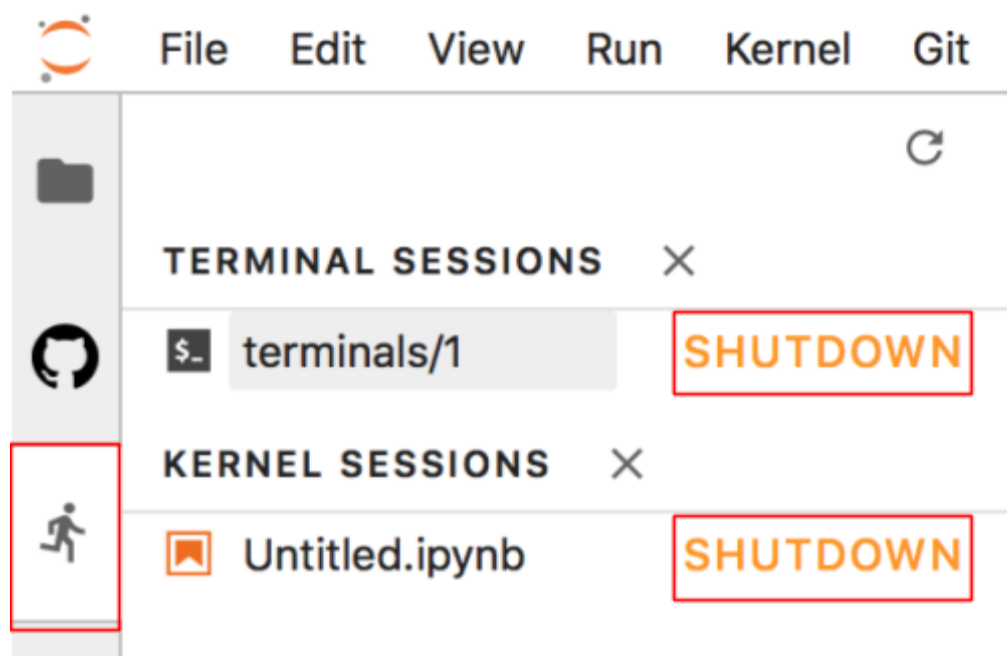 File Edit View Run Kernel Git
TERMINAL SESSIONS
$_ terminals/1 SHUTDOWN
KERNEL SESSIONS
Untitled.ipynb SHUTDOWN